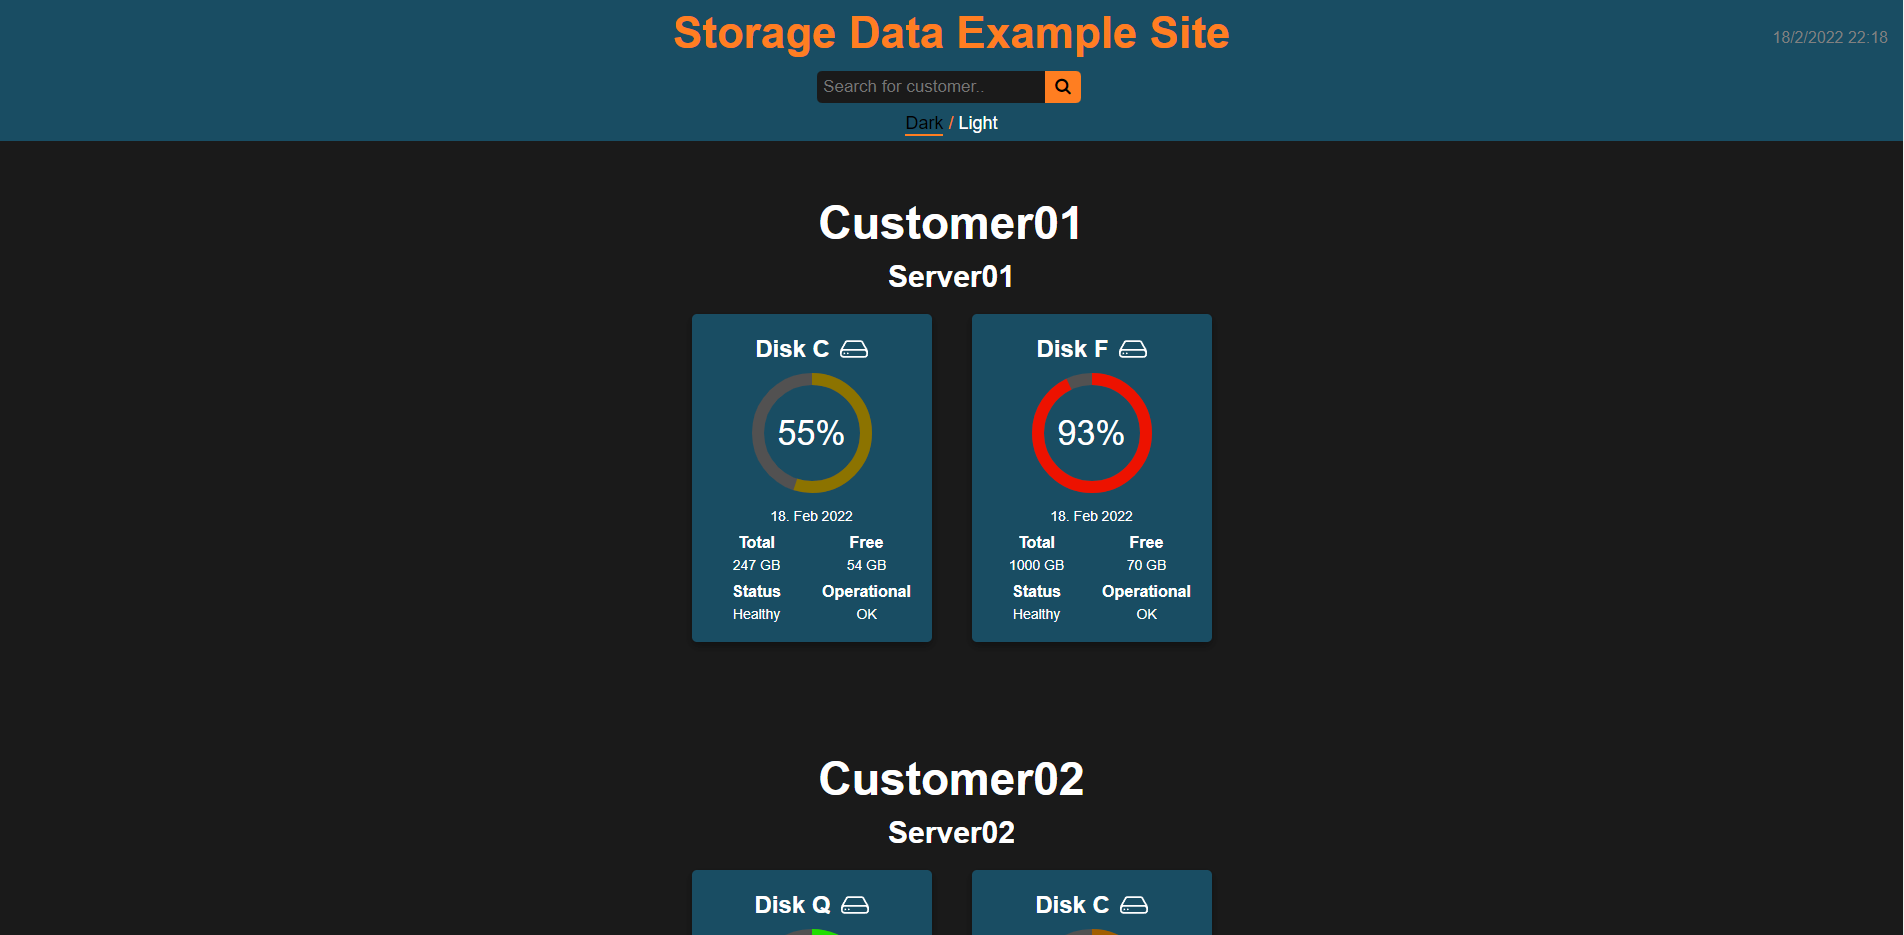 Storage Data Example Site
18/2/2022 22:18
Search for customer..
Dark / Light
Customer01
Server01
Disk C
55%
18. Feb 2022
Total Free
247 GB 54 GB
Status Operational
Healthy OK
Disk F
93%
18. Feb 2022
Total Free
1000 GB 70 GB
Status Operational
Healthy OK
Customer02
Server02
Disk Q
Disk C